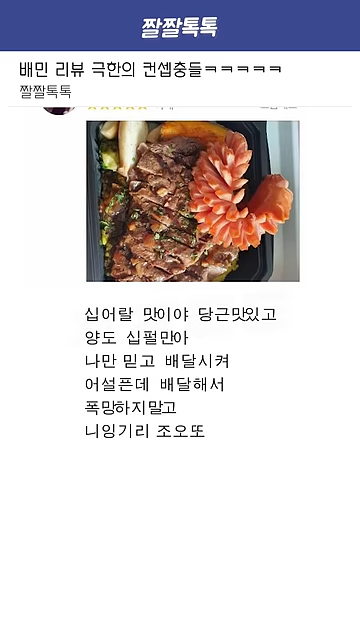 짤짤톡톡
배민 리뷰 극한의 컨셉충들ㅋㅋㅋㅋㅋ
짤짤톡톡
십어랄 맛이야 당근맛있고
양도 십펄만아
나만 믿고 배달시켜
어설픈데 배달해서
폭망하지말고
니잉기리 조오또